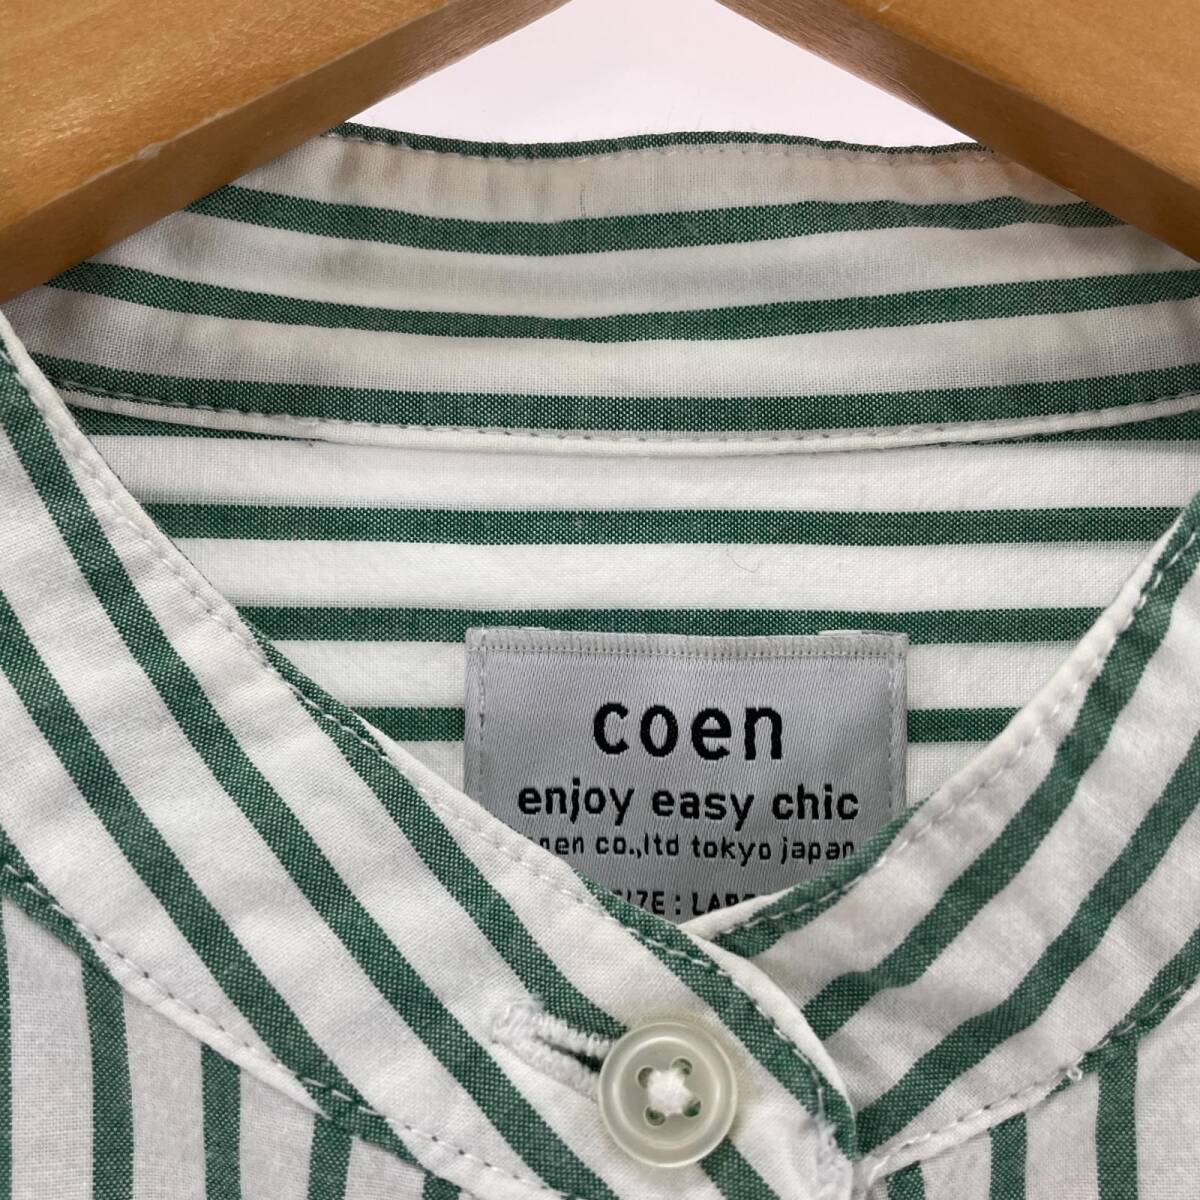 coen
enjoy easy chic
co.,ltd tokyo japan